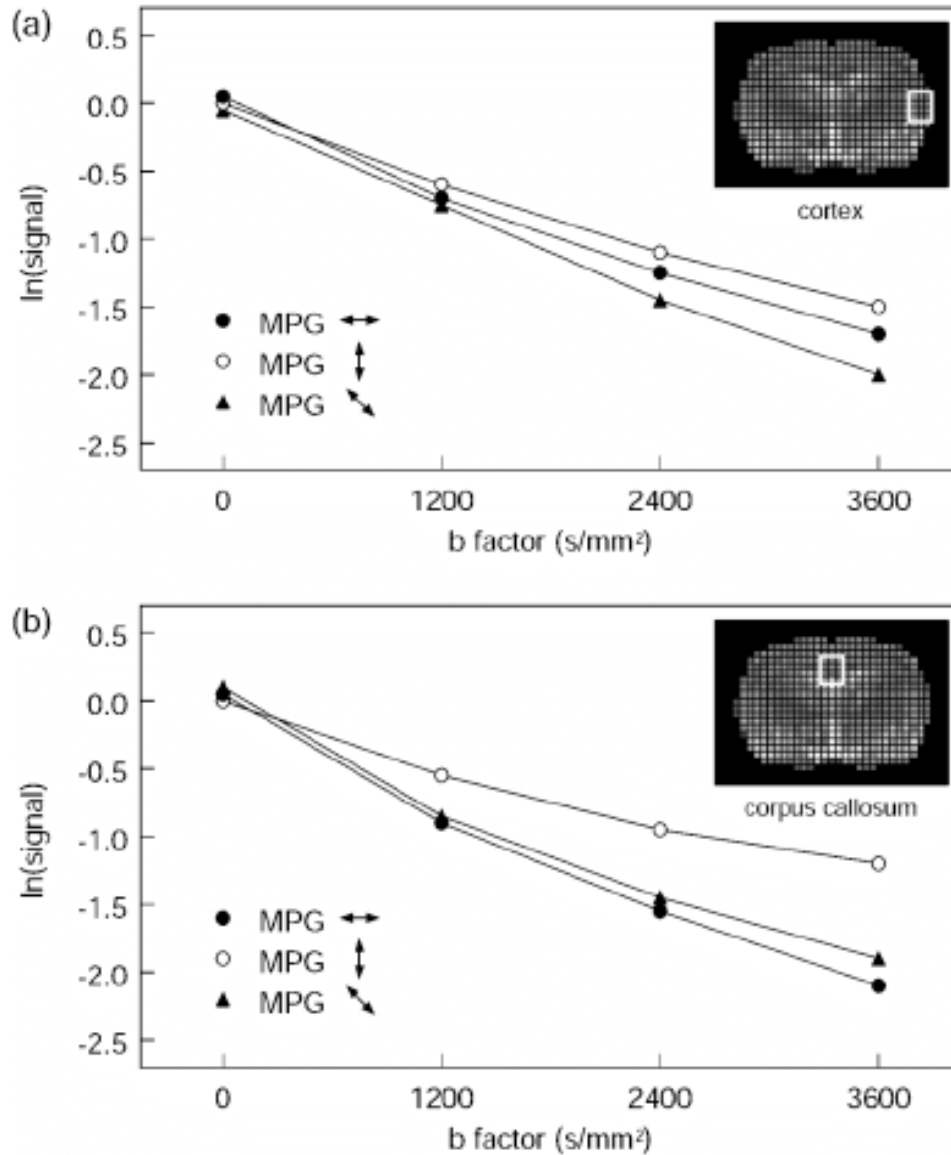 (a)
0.5
0.0
-0.5
-1.0
-1.5
-2.0
-2.5
ln(signal)
cortex
MPG
MPG
MPG
0 1200 2400 3600
b factor (s/mm²)
(b)
0.5
0.0
-0.5
-1.0
-1.5
-2.0
-2.5
ln(signal)
corpus callosum
MPG
MPG
MPG
0 1200 2400 3600
b factor (s/mm²)